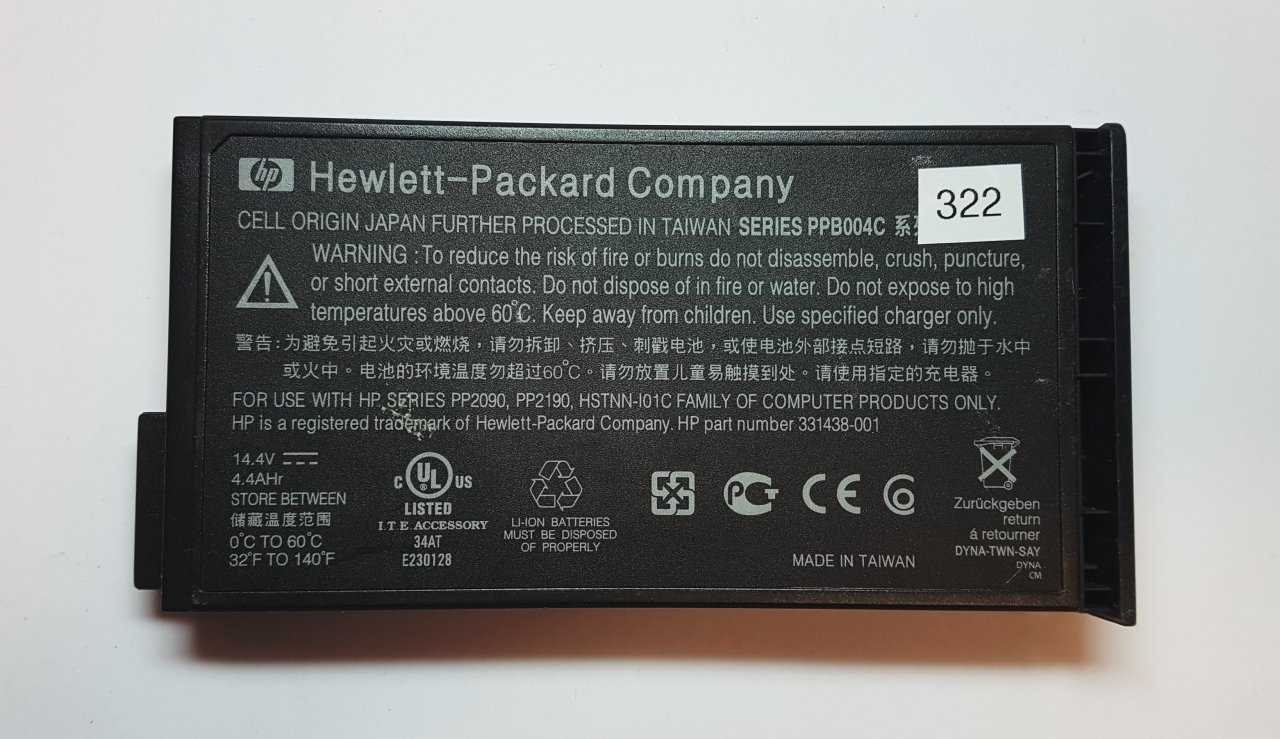 hp Hewlett-Packard Company
322
CELL ORIGIN JAPAN FURTHER PROCESSED IN TAIWAN SERIES PPB004C 系
WARNING : To reduce the risk of fire or burns do not disassemble, crush, puncture,
or short external contacts. Do not dispose of in fire or water. Do not expose to high
temperatures above 60°C. Keep away from children. Use specified charger only.
警告:为避免引起火灾或燃烧，请勿拆卸、挤压、刺戳电池，或使电池外部接点短路，请勿抛于水中
或火中。电池的环境温度勿超过60°C。请勿放置儿童易触摸到处。请使用指定的充电器。
FOR USE WITH HP SERIES PP2090, PP2190, HSTNN-I01C FAMILY OF COMPUTER PRODUCTS ONLY.
HP is a registered trademark of Hewlett-Packard Company. HP part number 331438-001
14.4V
4.4AHr
STORE BETWEEN
储藏温度范围
0°C TO 60°C
32°F TO 140°F
C UL US
®
LISTED
I.T.E. ACCESSORY
34AT
E230128
LI-ION BATTERIES
MUST BE DISPOSED
OF PROPERLY
PG
CE
MADE IN TAIWAN
Zurückgeben
return
á retourner
DYNA-TWN-SAY
DYNA
CM